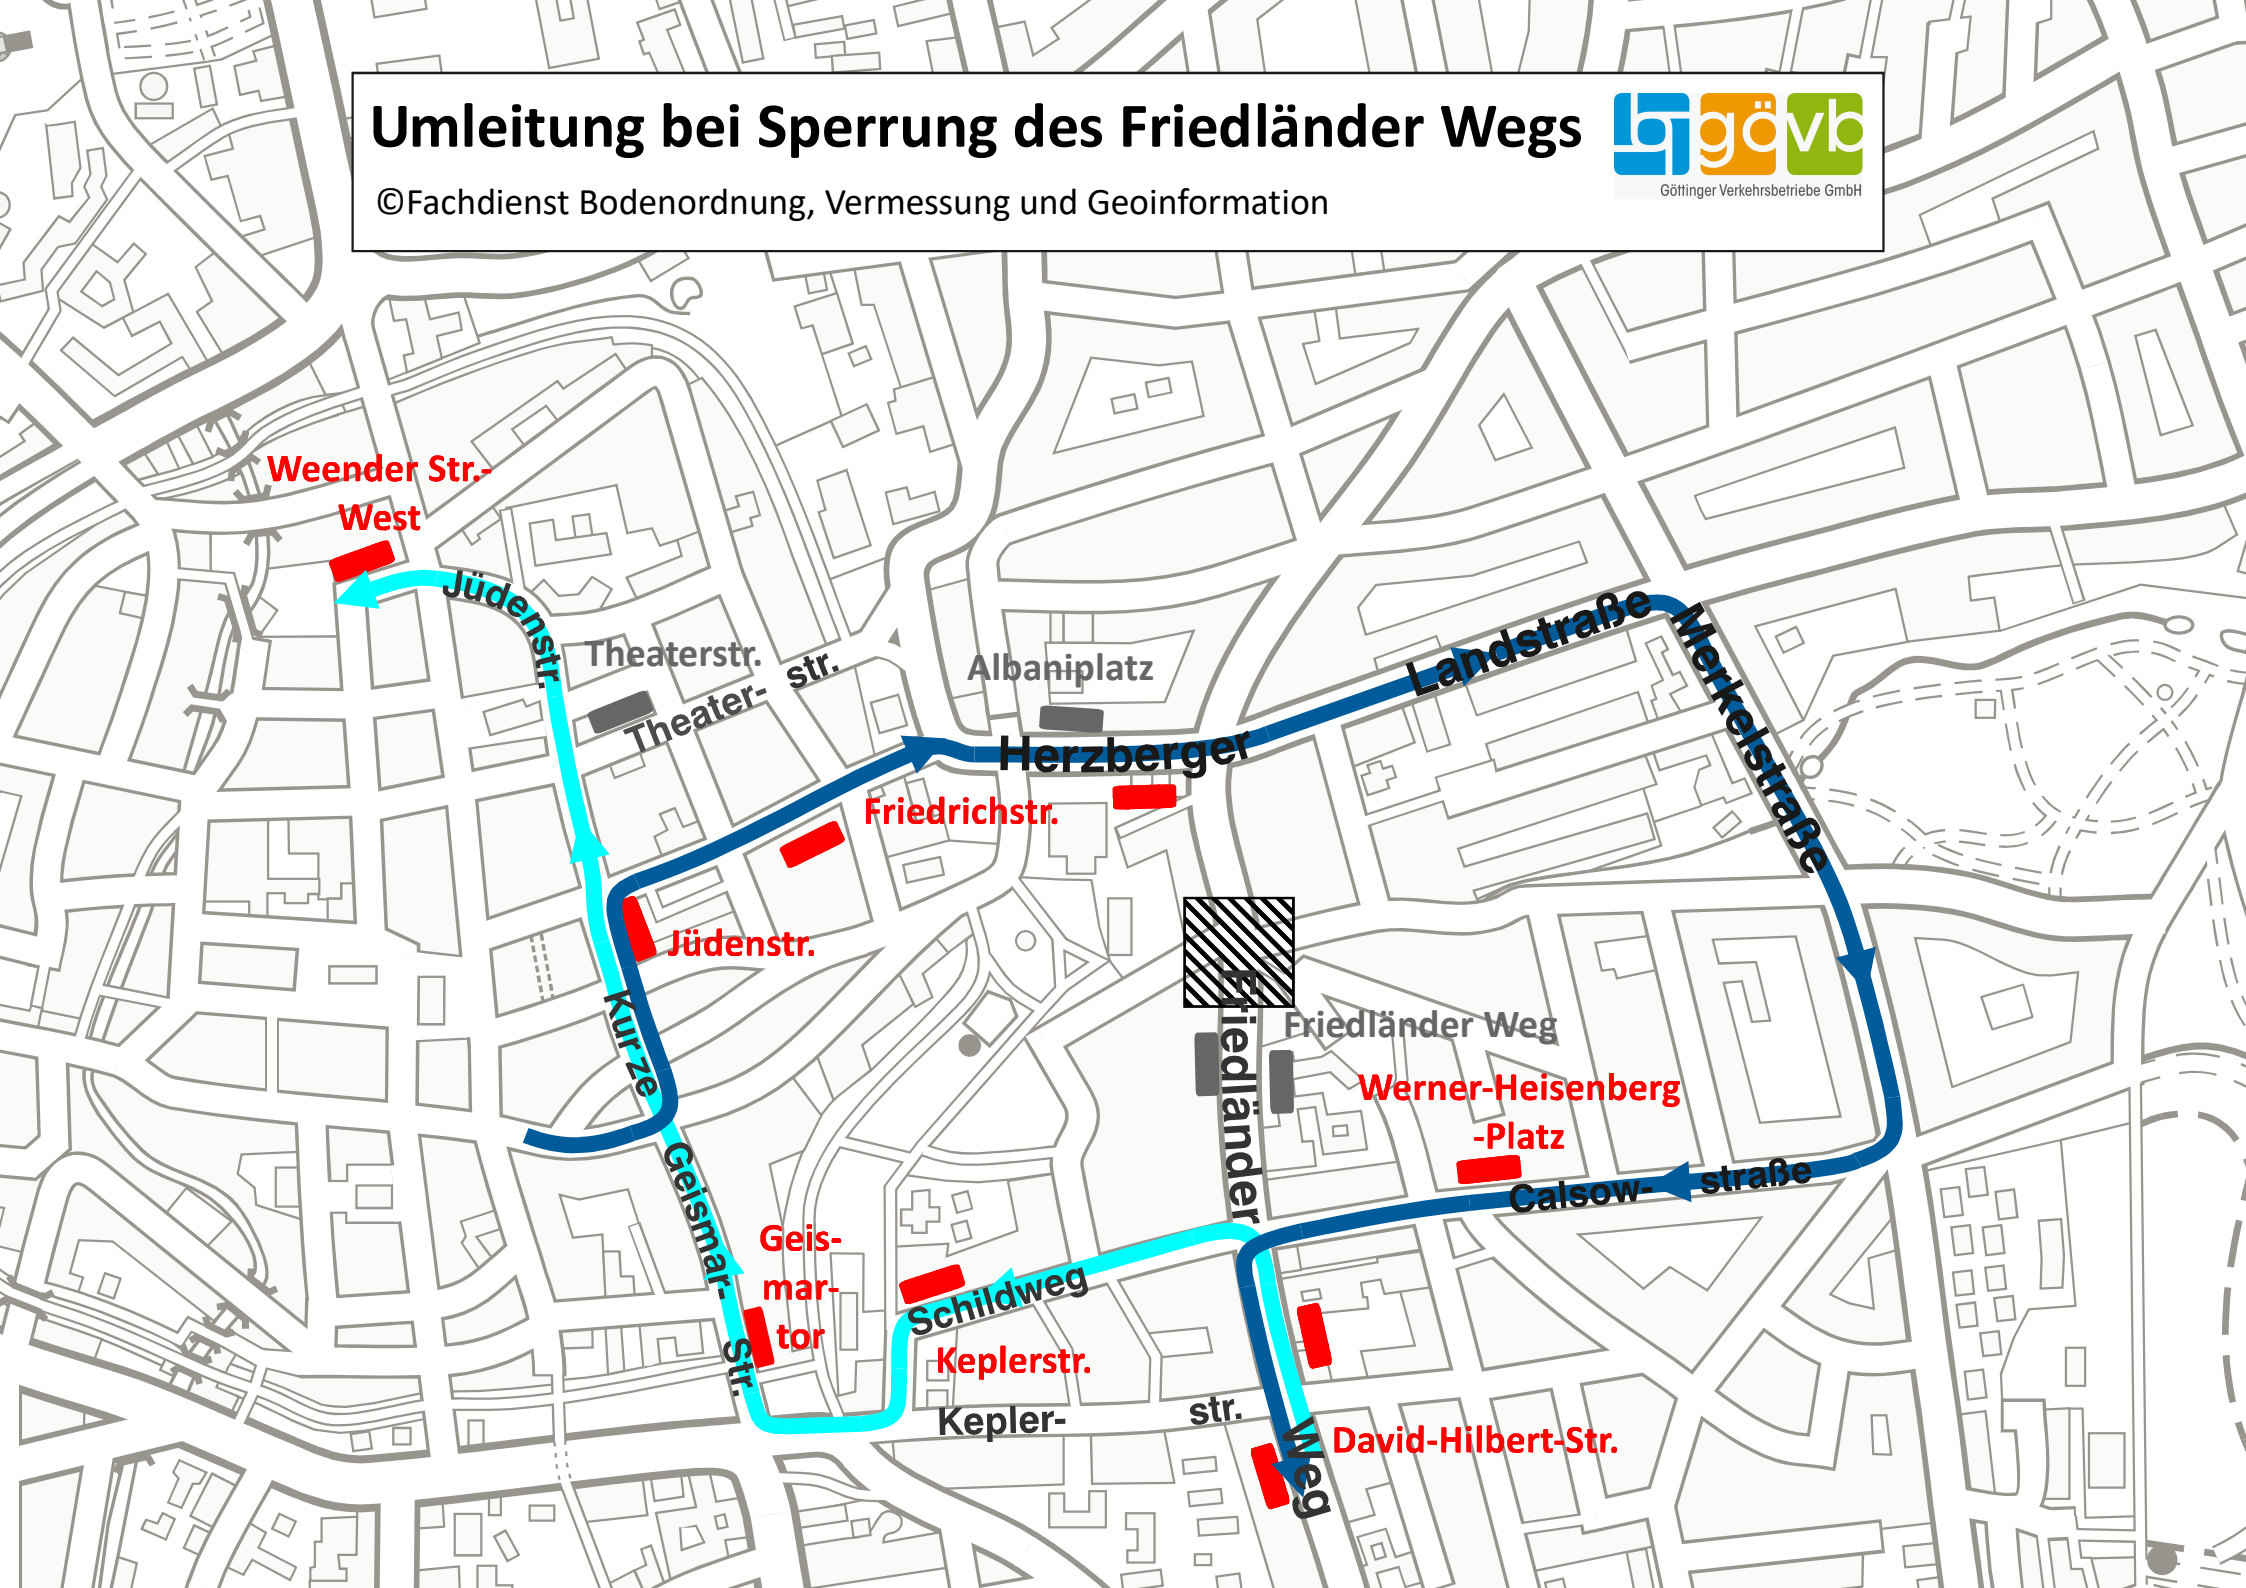 Umleitung bei Sperrung des Friedländer Wegs
©Fachdienst Bodenordnung, Vermessung und Geoinformation
gövb
Göttinger Verkehrsbetriebe GmbH
Weender Str.-
West
Jüdenstr.
Theaterstr.
Theater- str.
Albaniplatz
Herzberger
Landstraße
Merkelstraße
Friedrichstr.
Jüdenstr.
Kurze
Geismar-
Str.
Friedländer
Weg
Friedländer Weg
Werner-Heisenberg
-Platz
Calsow- straße
Geis-
mar-
tor
Schildweg
Keplerstr.
Kepler- str.
David-Hilbert-Str.